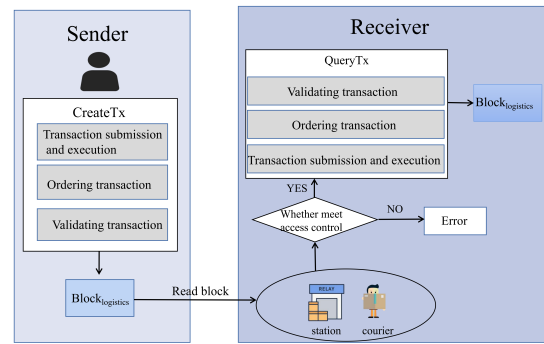 Sender
CreateTx
Transaction submission
and execution
Ordering transaction
Validating transaction
Blocklogistics
Read block
Receiver
QueryTx
Validating transaction
Ordering transaction
Transaction submission and execution
Blocklogistics
YES
Whether meet
access control
NO
Error
RELAY
station
courier